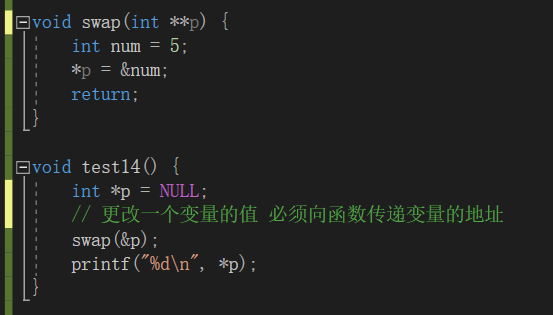 void swap(int **p) {
    int num = 5;
    *p = &num;
    return;
}

void test14() {
    int *p = NULL;
    // 更改一个变量的值 必须向函数传递变量的地址
    swap(&p);
    printf("%d\n", *p);
}